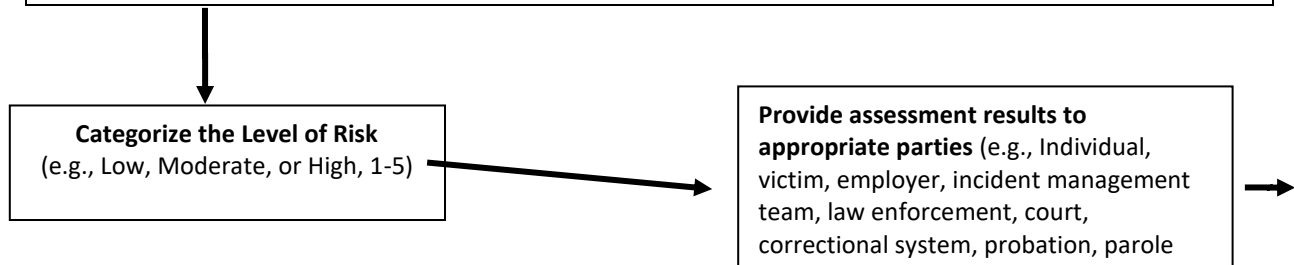 Categorize the Level of Risk
(e.g., Low, Moderate, or High, 1-5)
Provide assessment results to
appropriate parties (e.g., Individual,
victim, employer, incident management
team, law enforcement, court,
correctional system, probation, parole